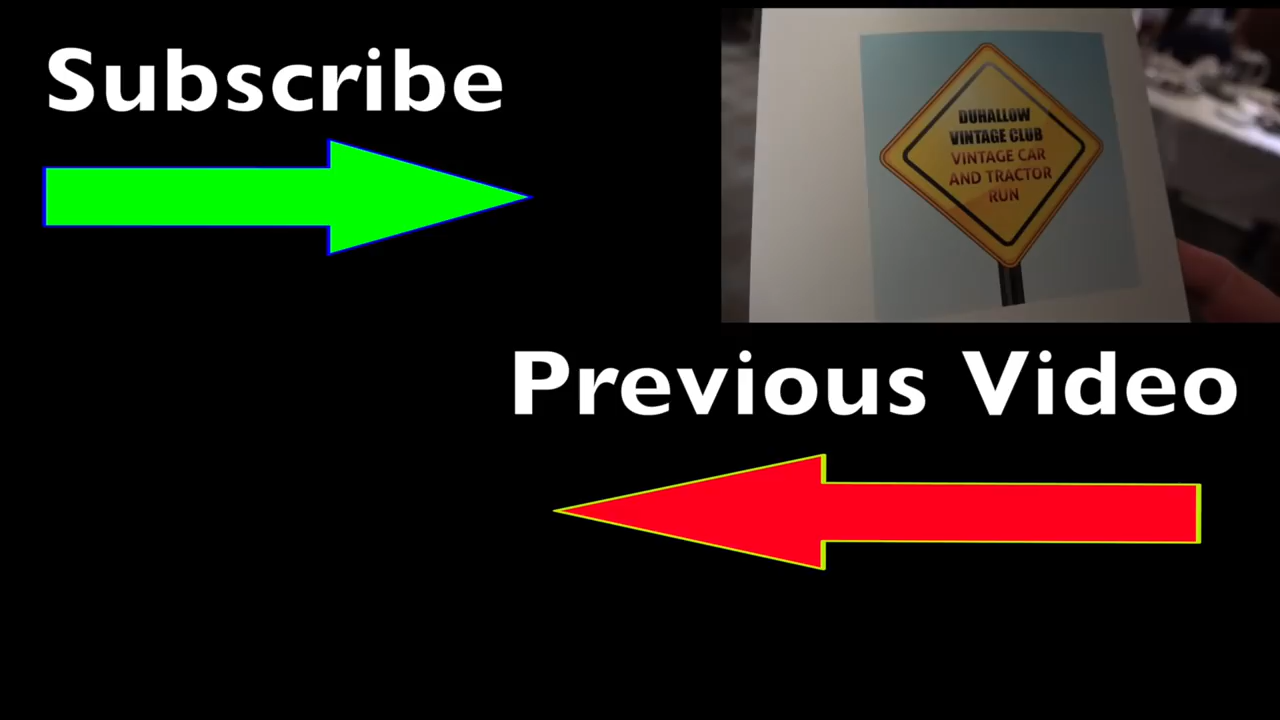 Subscribe
DUHALLOW
VINTAGE CLUB
VINTAGE CAR
AND TRACTOR
RUN
Previous Video